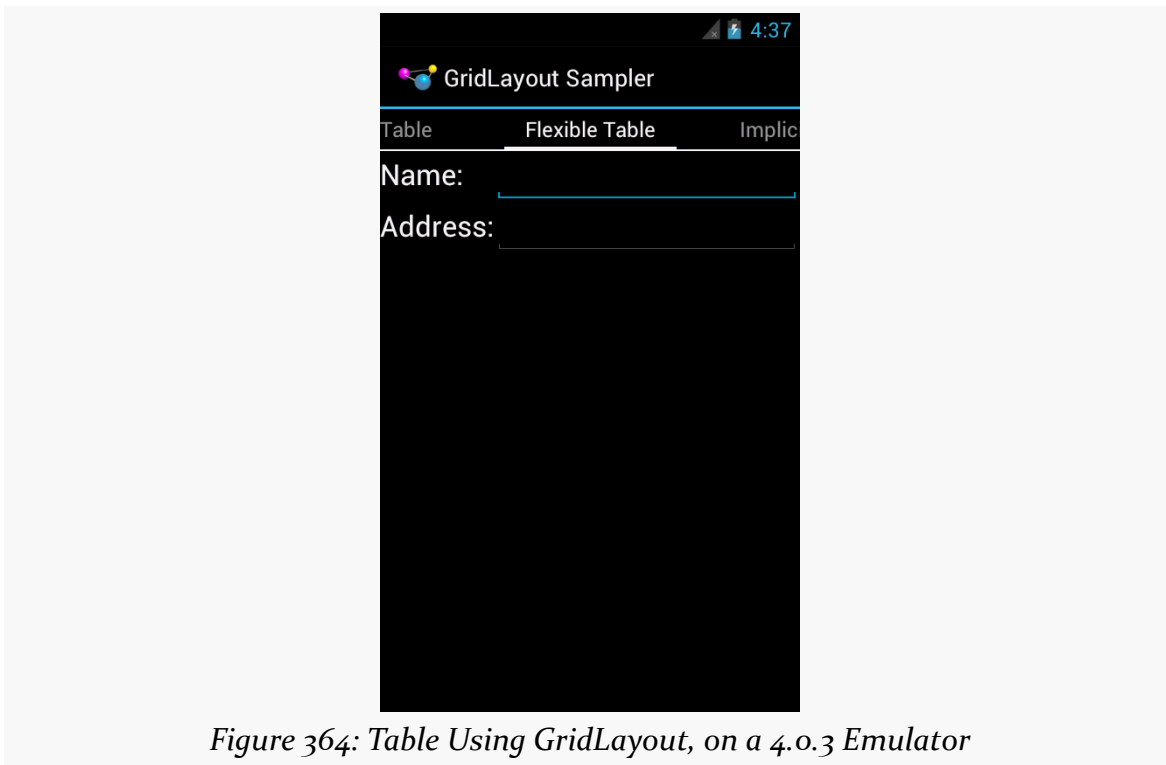 4:37
GridLayout Sampler
Table Flexible Table Implici
Name:
Address:
Figure 364: Table Using GridLayout, on a 4.0.3 Emulator